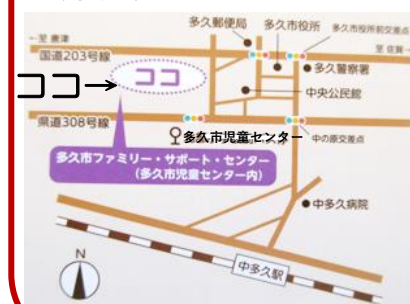 多久郵便局
多久市役所
多久市役所前交差点
←至 唐津
至 佐賀→
国道203号線
多久警察署
ココ→
ココ
中央公民館
県道308号線
多久市児童センター
中の原交差点
多久市ファミリー・サポート・センター
(多久市児童センター内)
中多久病院
N
中多久駅